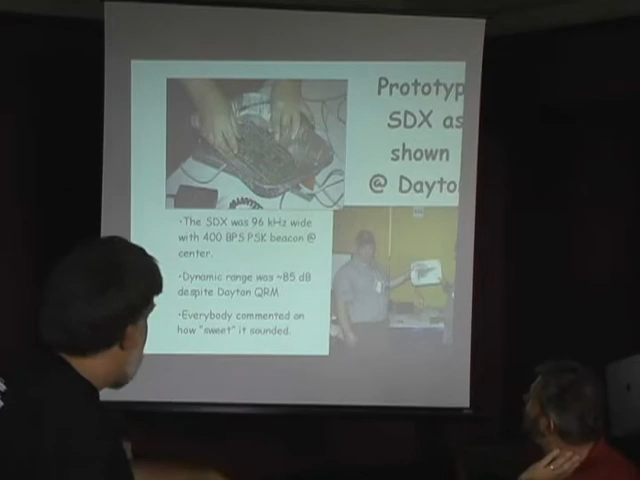 Prototyp
SDX as
shown
@ Dayto
•The SDX was 96 kHz wide
with 400 BPS PSK beacon @
center.
•Dynamic range was ~85 dB
despite Dayton QRM
•Everybody commented on
how "sweet" it sounded.